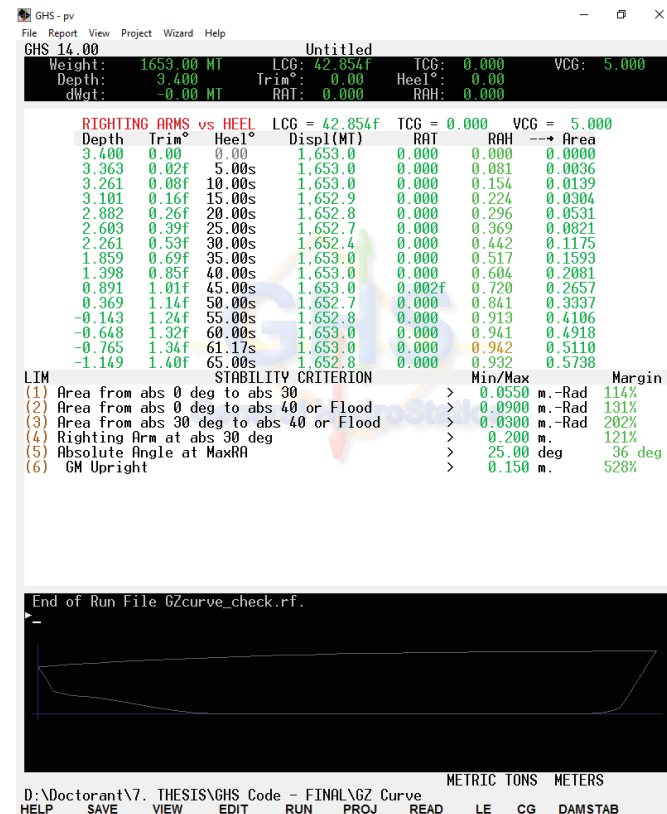 GHS - pv
File Report View Project Wizard Help
GHS 14.00 Untitled
Weight: 1653.00 MT LCG: 42.854f TCG: 0.000 VCG: 5.000
Depth: 3.400 Trim°: 0.00 Heel°: 0.00
dWgt: -0.00 MT RAT: 0.000 RAH: 0.000
RIGHTING ARMS vs HEEL LCG = 42.854f TCG = 0.000 VCG = 5.000
Depth Trim° Heel° Displ(MT) RAT RAH --→ Area
3.400 0.00 0.00 1,653.0 0.000 0.000 0.0000
3.363 0.02f 5.00s 1,653.0 0.000 0.081 0.0036
3.261 0.08f 10.00s 1,653.0 0.000 0.154 0.0139
3.101 0.16f 15.00s 1,652.9 0.000 0.224 0.0304
2.882 0.26f 20.00s 1,652.8 0.000 0.296 0.0531
2.603 0.39f 25.00s 1,652.7 0.000 0.369 0.0821
2.261 0.53f 30.00s 1,652.4 0.000 0.442 0.1175
1.859 0.69f 35.00s 1,653.0 0.000 0.517 0.1593
1.398 0.85f 40.00s 1,653.0 0.000 0.604 0.2081
0.891 1.01f 45.00s 1,653.0 0.002f 0.720 0.2657
0.369 1.14f 50.00s 1,652.7 0.000 0.841 0.3337
-0.143 1.24f 55.00s 1,652.8 0.000 0.913 0.4106
-0.648 1.32f 60.00s 1,653.0 0.000 0.941 0.4918
-0.765 1.34f 61.17s 1,653.0 0.000 0.942 0.5110
-1.149 1.40f 65.00s 1,652.8 0.000 0.932 0.5738
LIM STABILITY CRITERION Min/Max Margin
(1) Area from abs 0 deg to abs 30 > 0.0550 m.-Rad 114%
(2) Area from abs 0 deg to abs 40 or Flood > 0.0900 m.-Rad 131%
(3) Area from abs 30 deg to abs 40 or Flood > 0.0300 m.-Rad 202%
(4) Righting Arm at abs 30 deg > 0.200 m. 121%
(5) Absolute Angle at MaxRA > 25.00 deg 36 deg
(6) GM Upright > 0.150 m. 528%
End of Run File GZcurve_check.rf.
METRIC TONS METERS
D:\Doctorant\7. THESIS\GHS Code - FINAL\GZ Curve
HELP SAVE VIEW EDIT RUN PROJ READ LE CG DAMSTAB